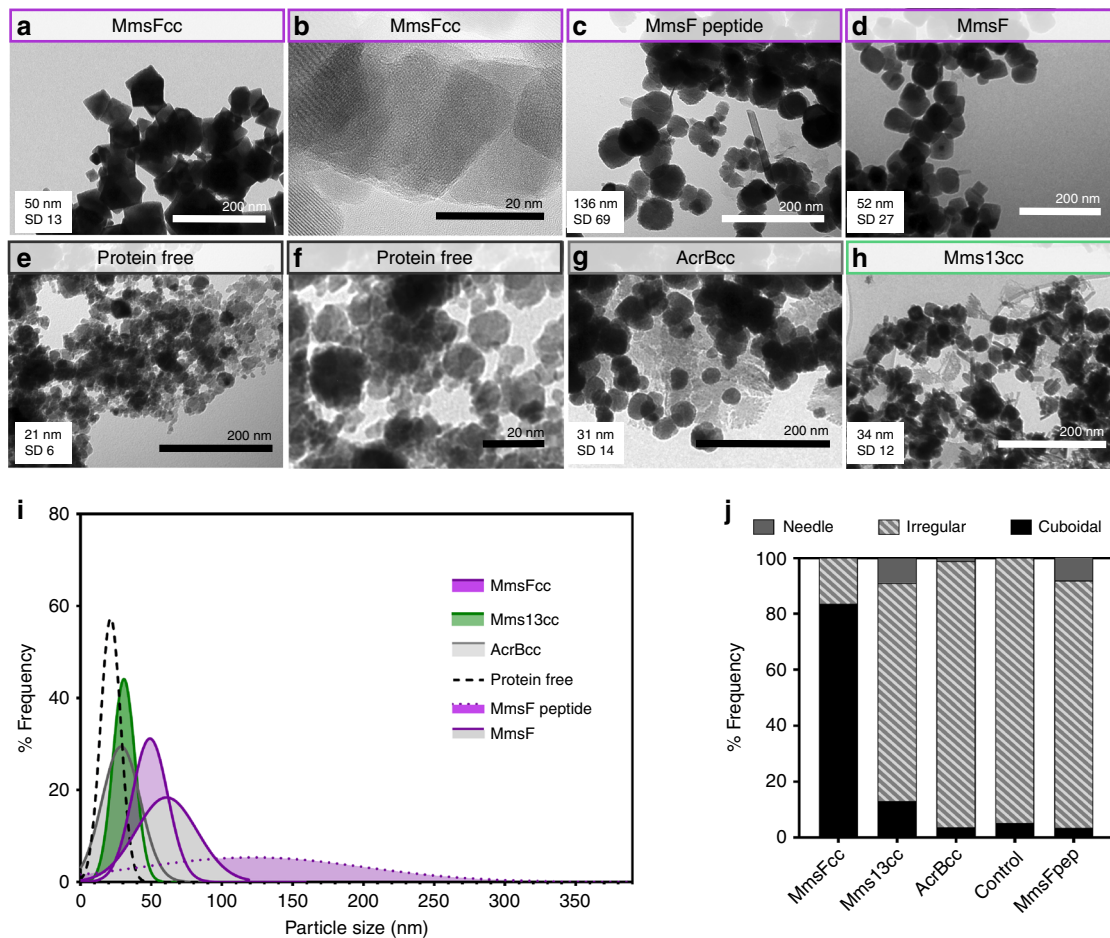 a MmsFcc
50 nm
SD 13
200 nm
b MmsFcc
20 nm
c MmsF peptide
136 nm
SD 69
200 nm
d MmsF
52 nm
SD 27
200 nm
e Protein free
21 nm
SD 6
200 nm
f Protein free
20 nm
g AcrBcc
31 nm
SD 14
200 nm
h Mms13cc
34 nm
SD 12
200 nm
i
80
60
40
20
0
% Frequency
0 50 100 150 200 250 300 350
Particle size (nm)
MmsFcc
Mms13cc
AcrBcc
Protein free
MmsF peptide
MmsF
j
Needle Irregular Cuboidal
100
80
60
40
20
0
% Frequency
MmsFcc Mms13cc AcrBcc Control MmsFpep